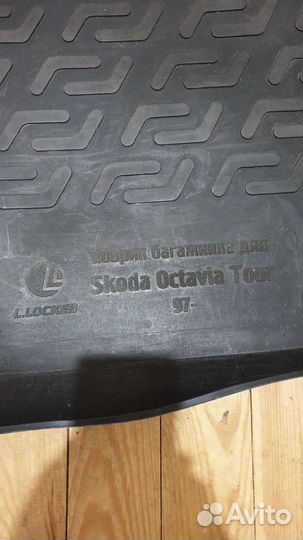 коврик багажника для
Skoda Octavia Tour
97-
L.LOCKER
Avito